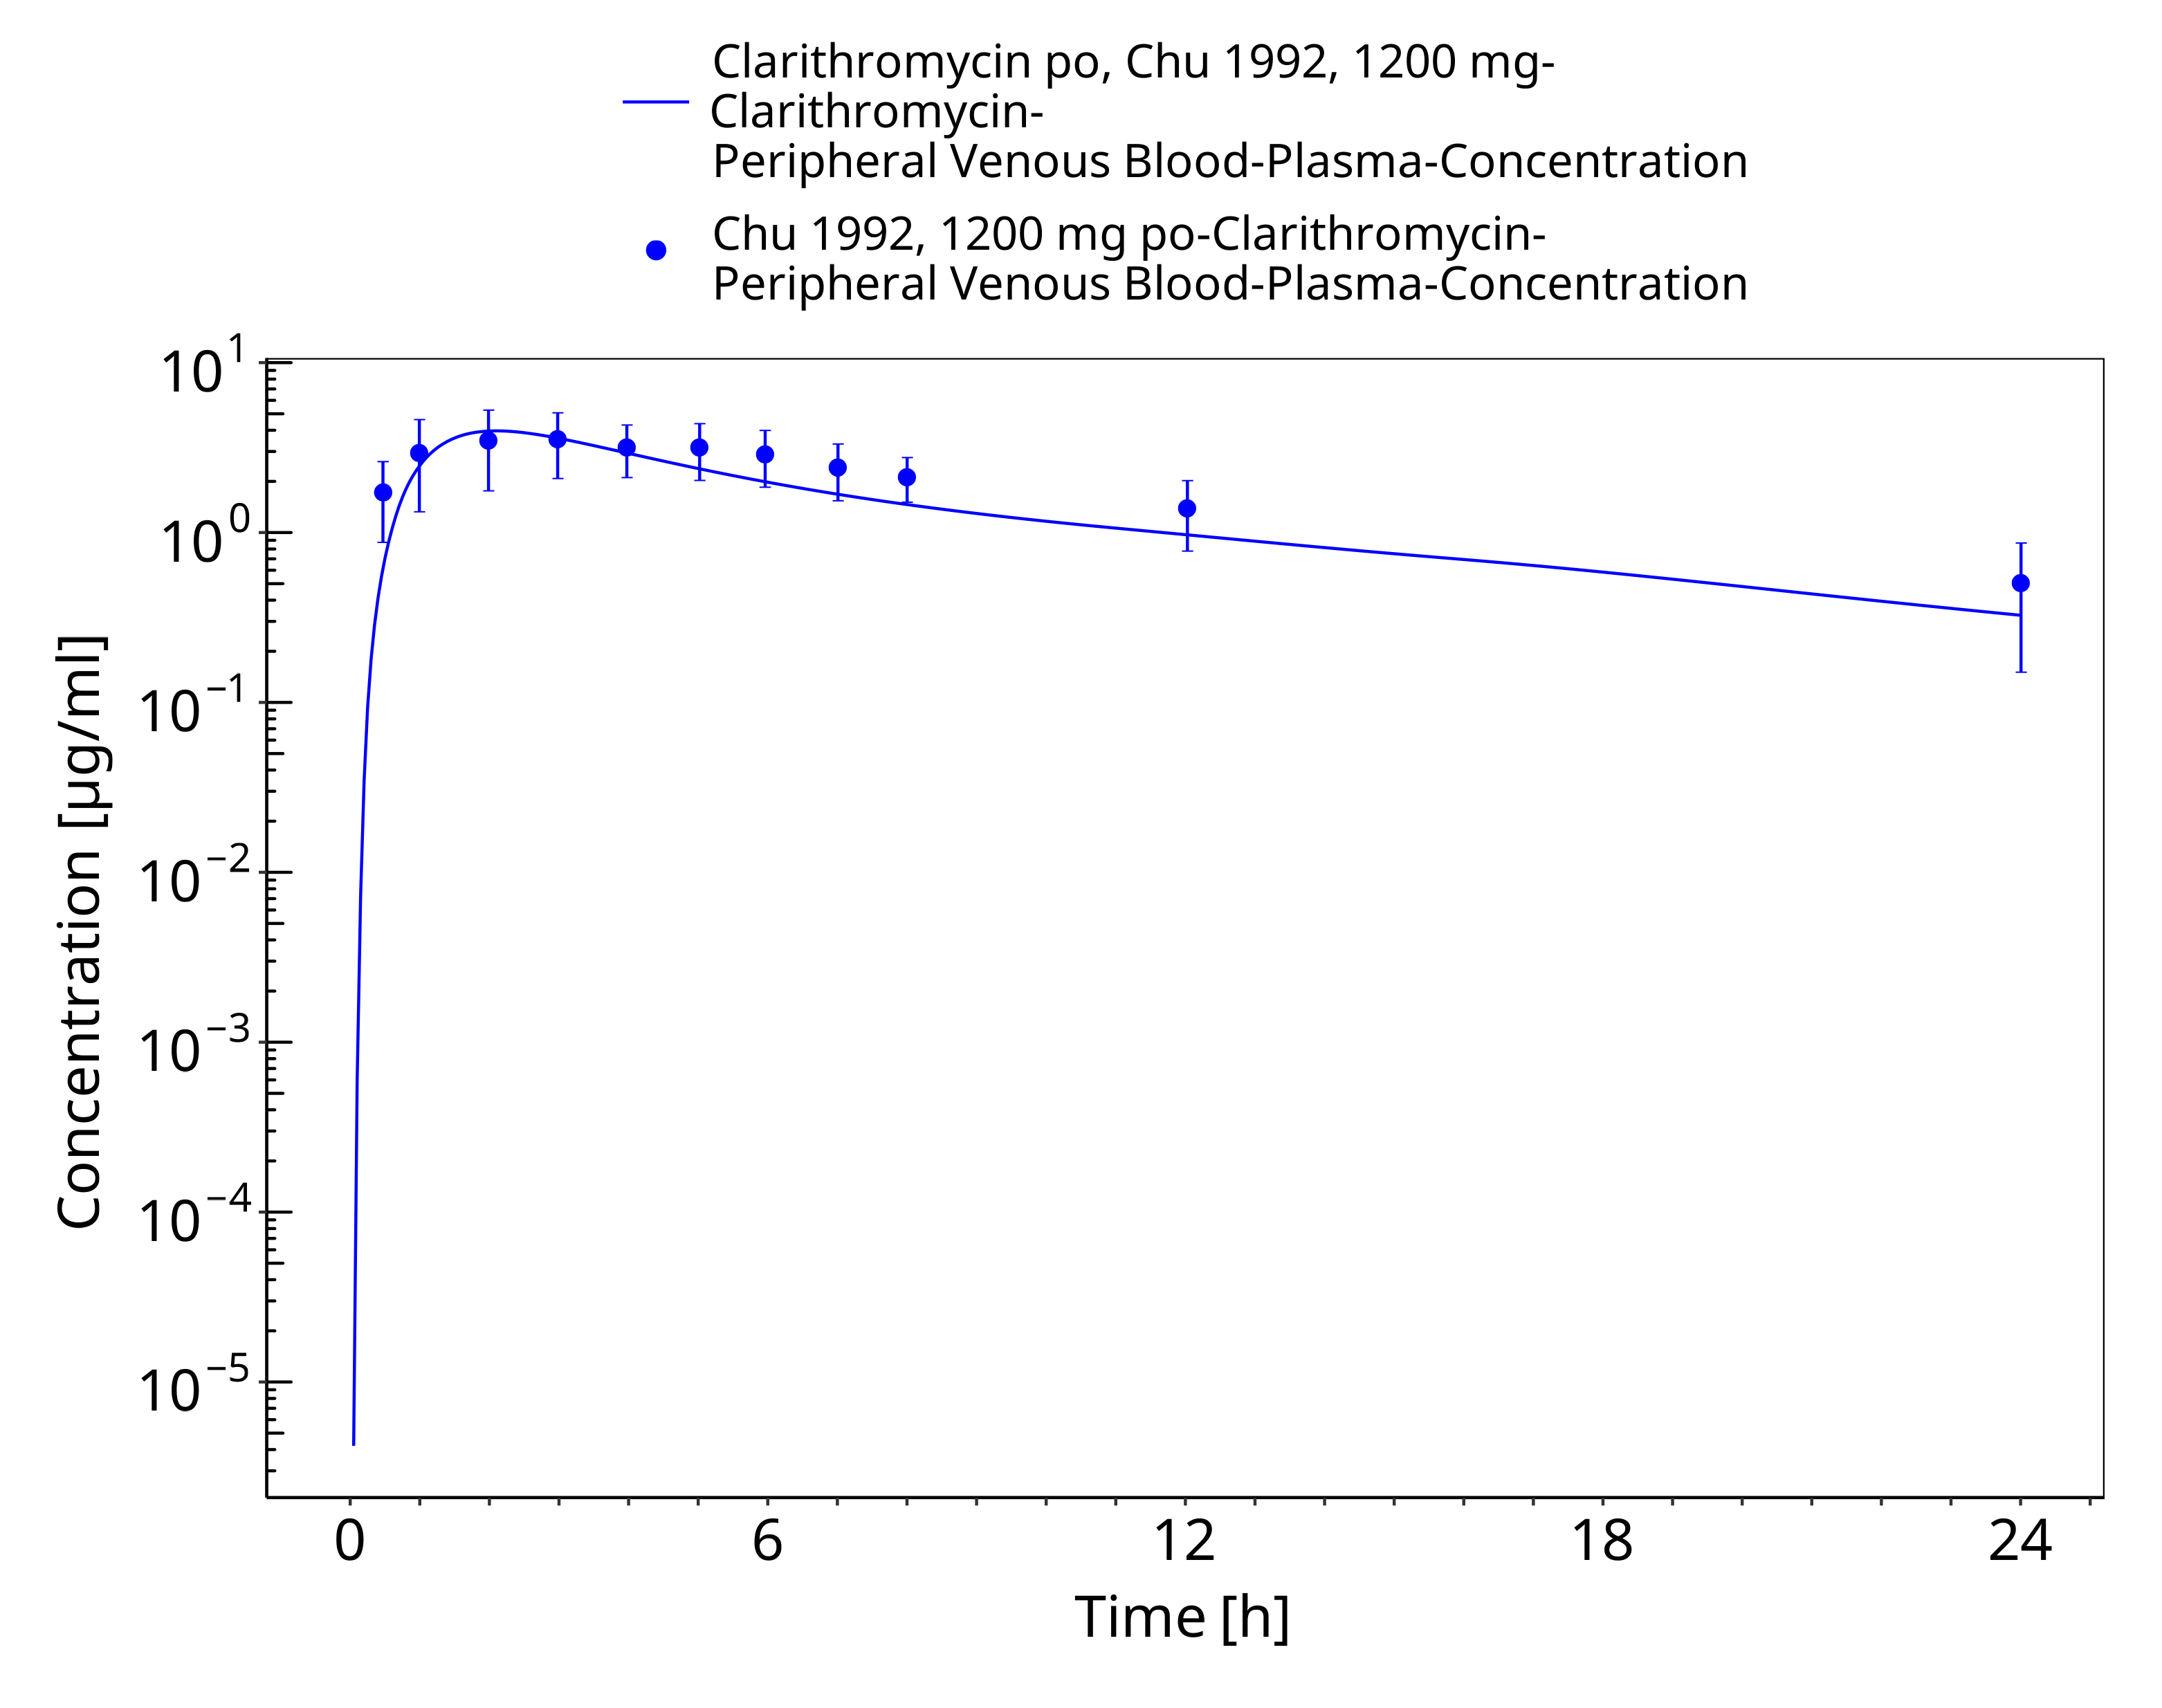 Clarithromycin po, Chu 1992, 1200 mg-
Clarithromycin-
Peripheral Venous Blood-Plasma-Concentration
Chu 1992, 1200 mg po-Clarithromycin-
Peripheral Venous Blood-Plasma-Concentration
10^1
10^0
10^−1
10^−2
10^−3
10^−4
10^−5
Concentration [µg/ml]
0 6 12 18 24
Time [h]